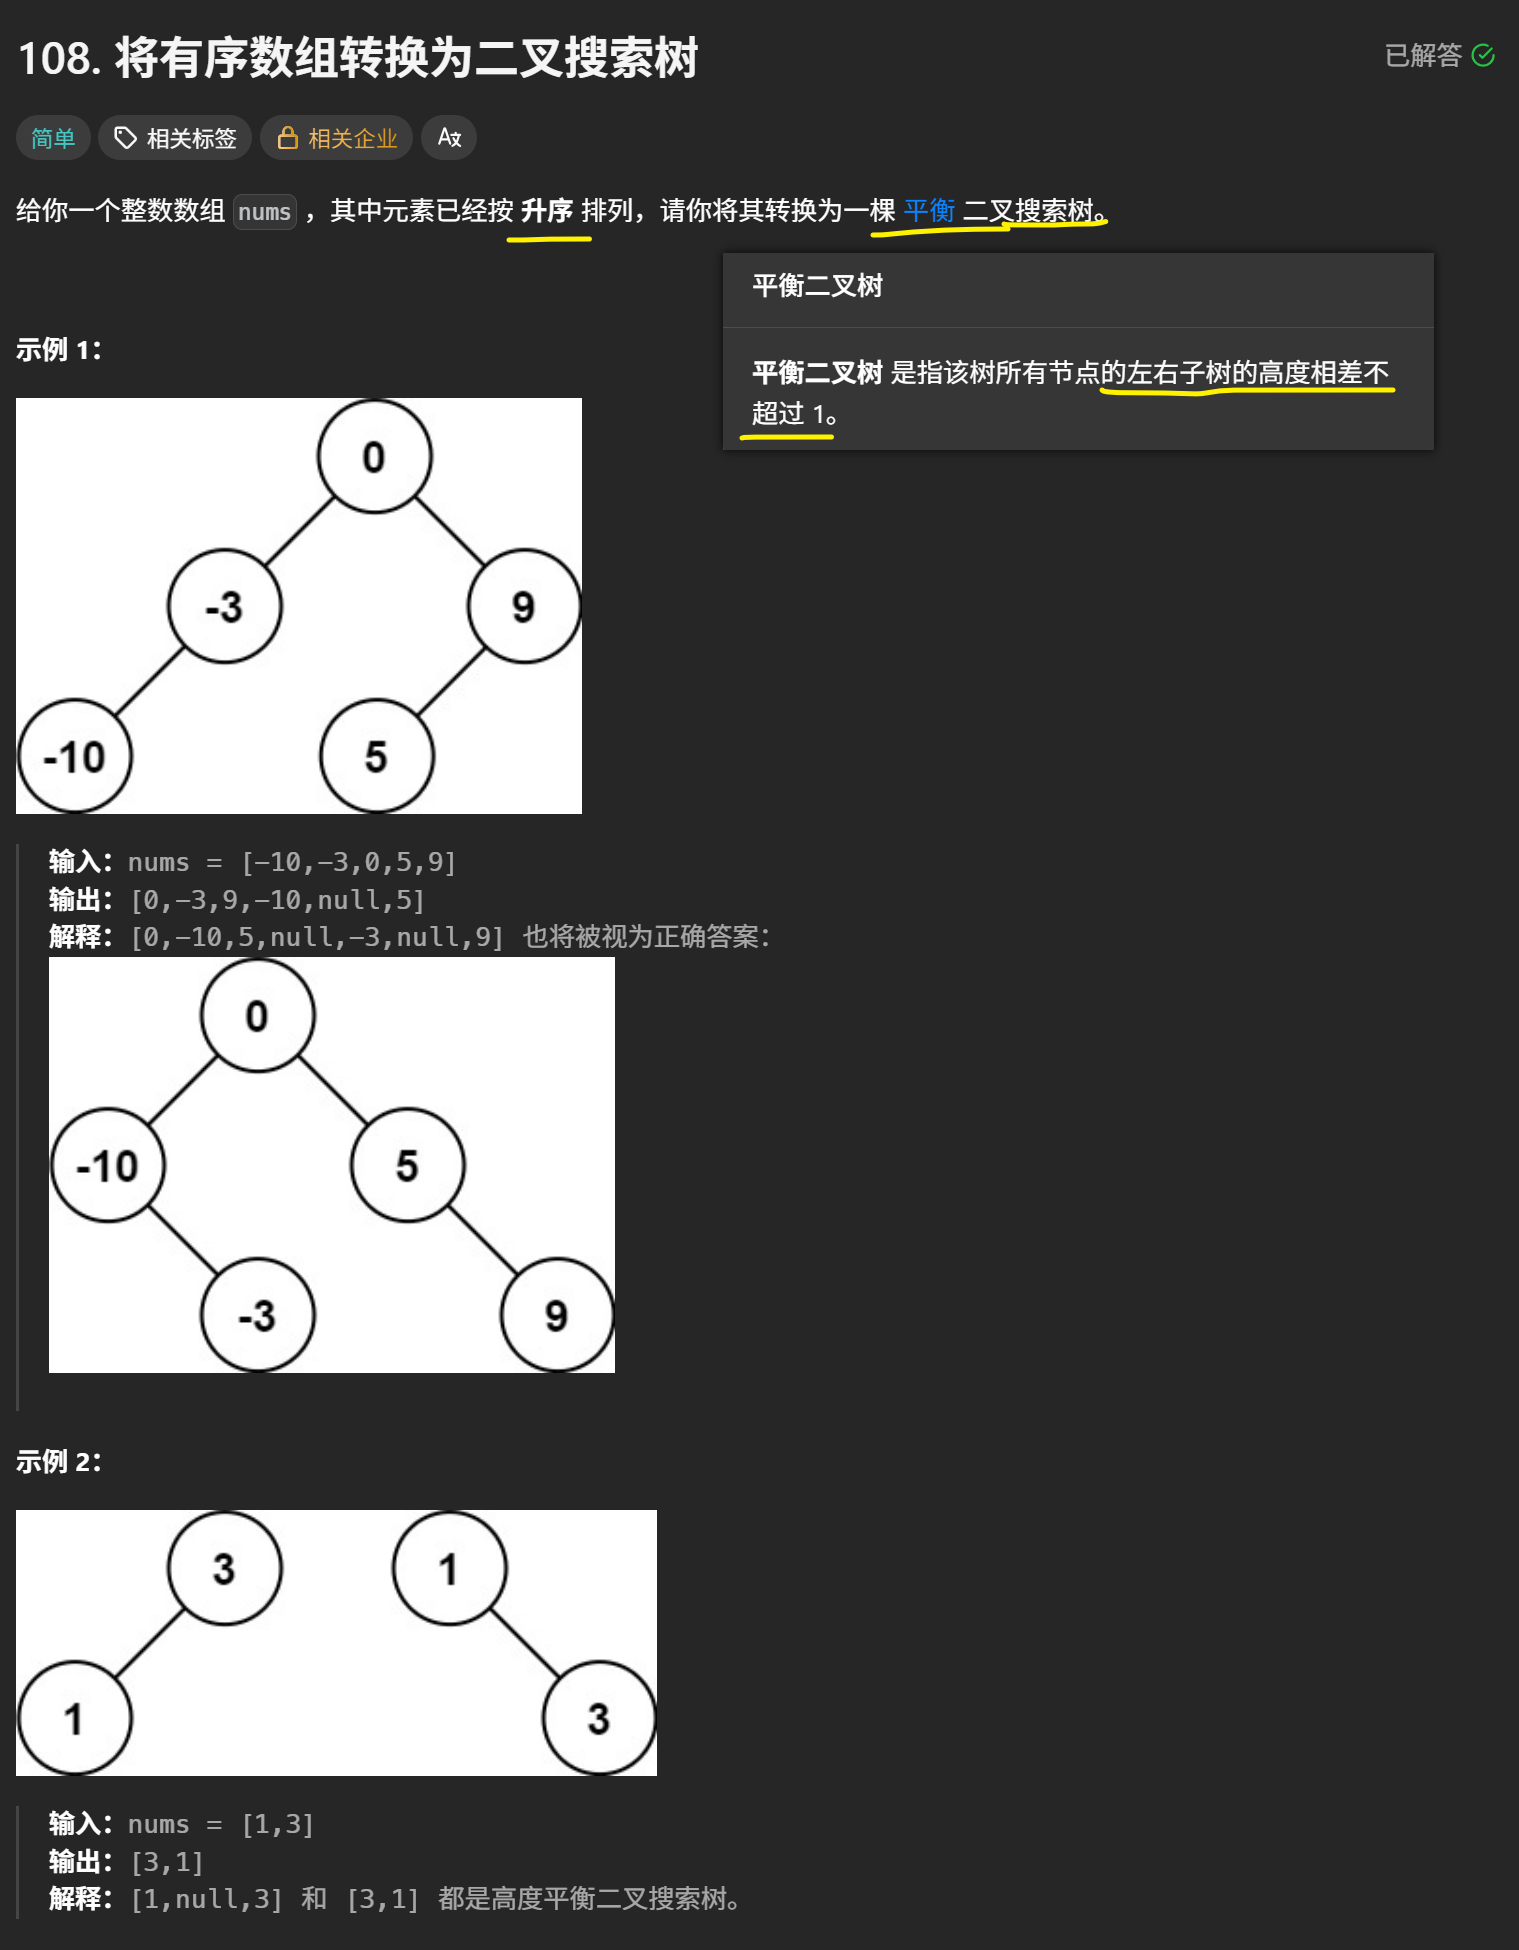 108. 将有序数组转换为二叉搜索树
已解答
简单 相关标签 相关企业
给你一个整数数组 nums ，其中元素已经按 升序 排列，请你将其转换为一棵 平衡 二叉搜索树。
平衡二叉树
平衡二叉树 是指该树所有节点的左右子树的高度相差不
超过 1。
示例 1：
0
-3 9
-10 5
输入：nums = [-10,-3,0,5,9]
输出：[0,-3,9,-10,null,5]
解释：[0,-10,5,null,-3,null,9] 也将被视为正确答案：
0
-10 5
-3 9
示例 2：
3 1
1 3
输入：nums = [1,3]
输出：[3,1]
解释：[1,null,3] 和 [3,1] 都是高度平衡二叉搜索树。